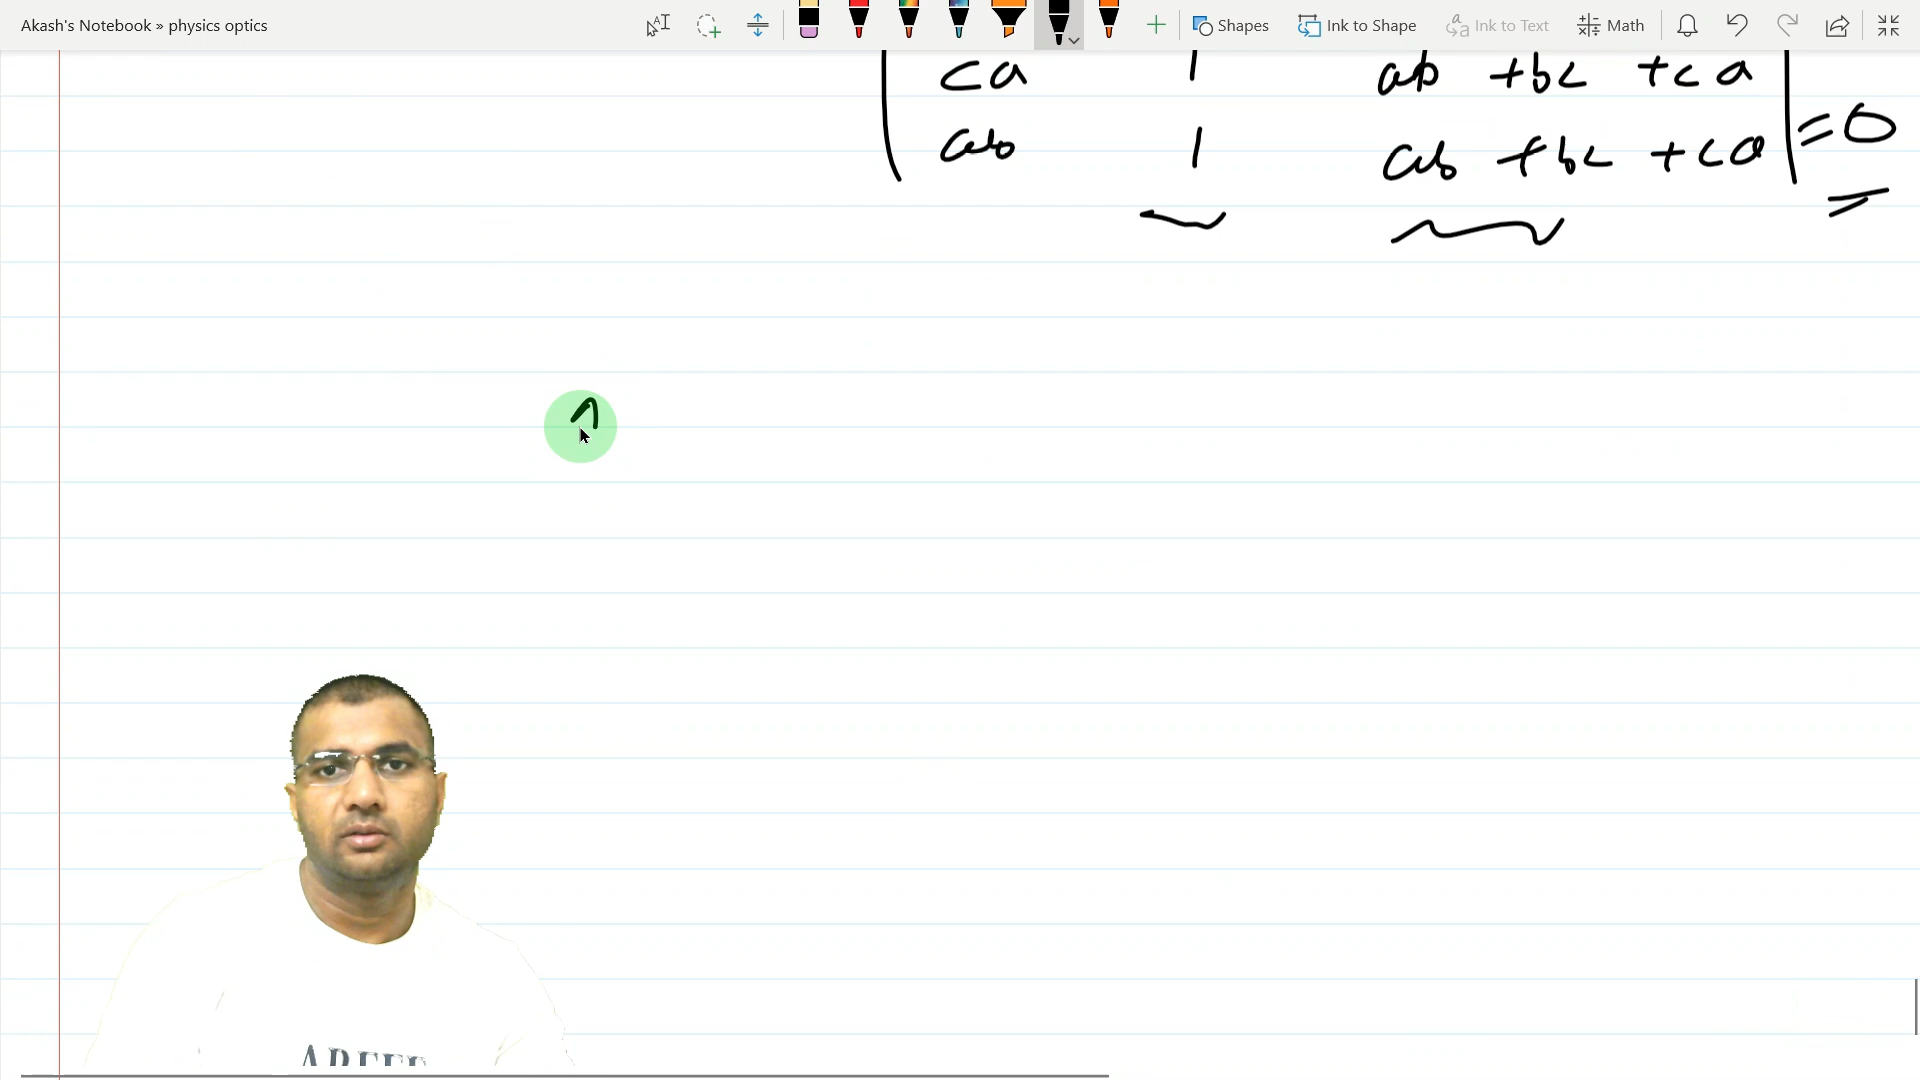 Akash's Notebook » physics optics
Shapes
Ink to Shape
Ink to Text
Math
ca 1 ab +bc +ca
ab 1 ab +bc +ca =0